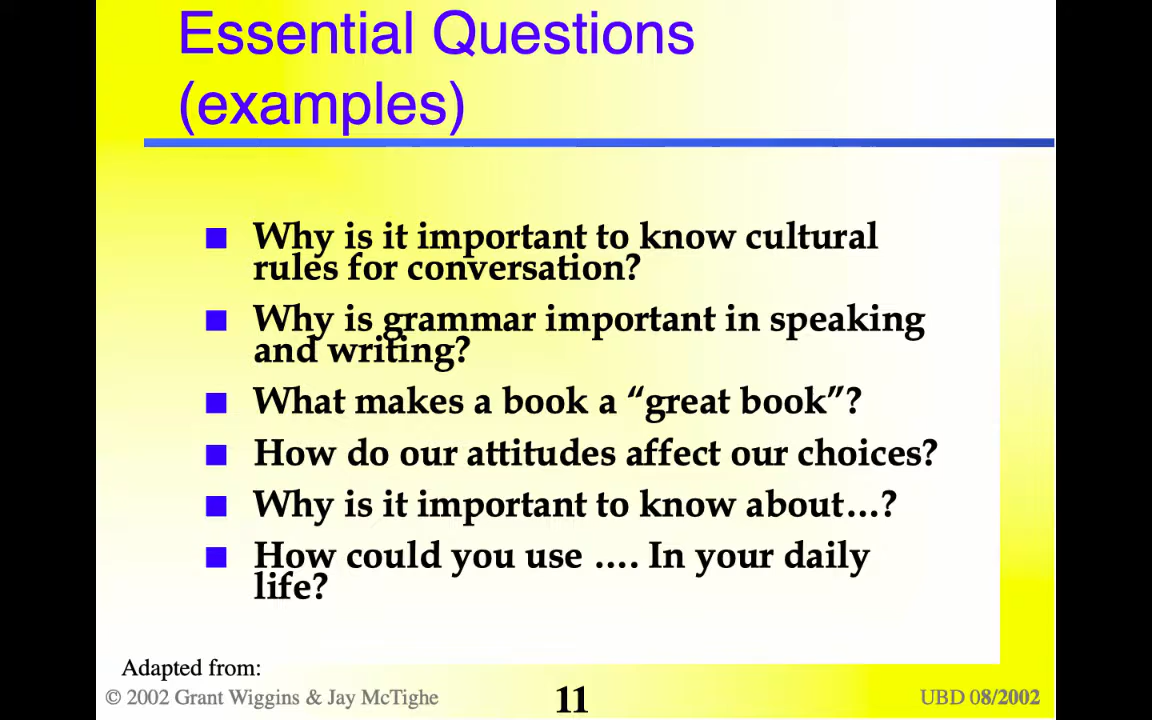 Essential Questions
(examples)
Why is it important to know cultural
rules for conversation?
Why is grammar important in speaking
and writing?
What makes a book a “great book”?
How do our attitudes affect our choices?
Why is it important to know about…?
How could you use …. In your daily
life?
Adapted from:
© 2002 Grant Wiggins & Jay McTighe
11
UBD 08/2002